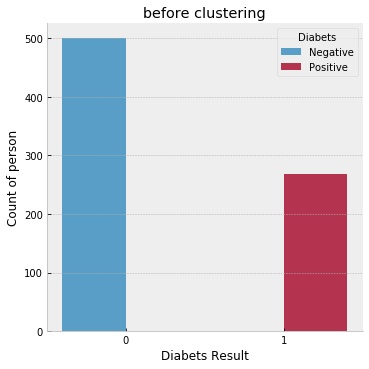 before clustering
Diabets
Negative
Positive
500
400
300
200
100
0
Count of person
0 1
Diabets Result